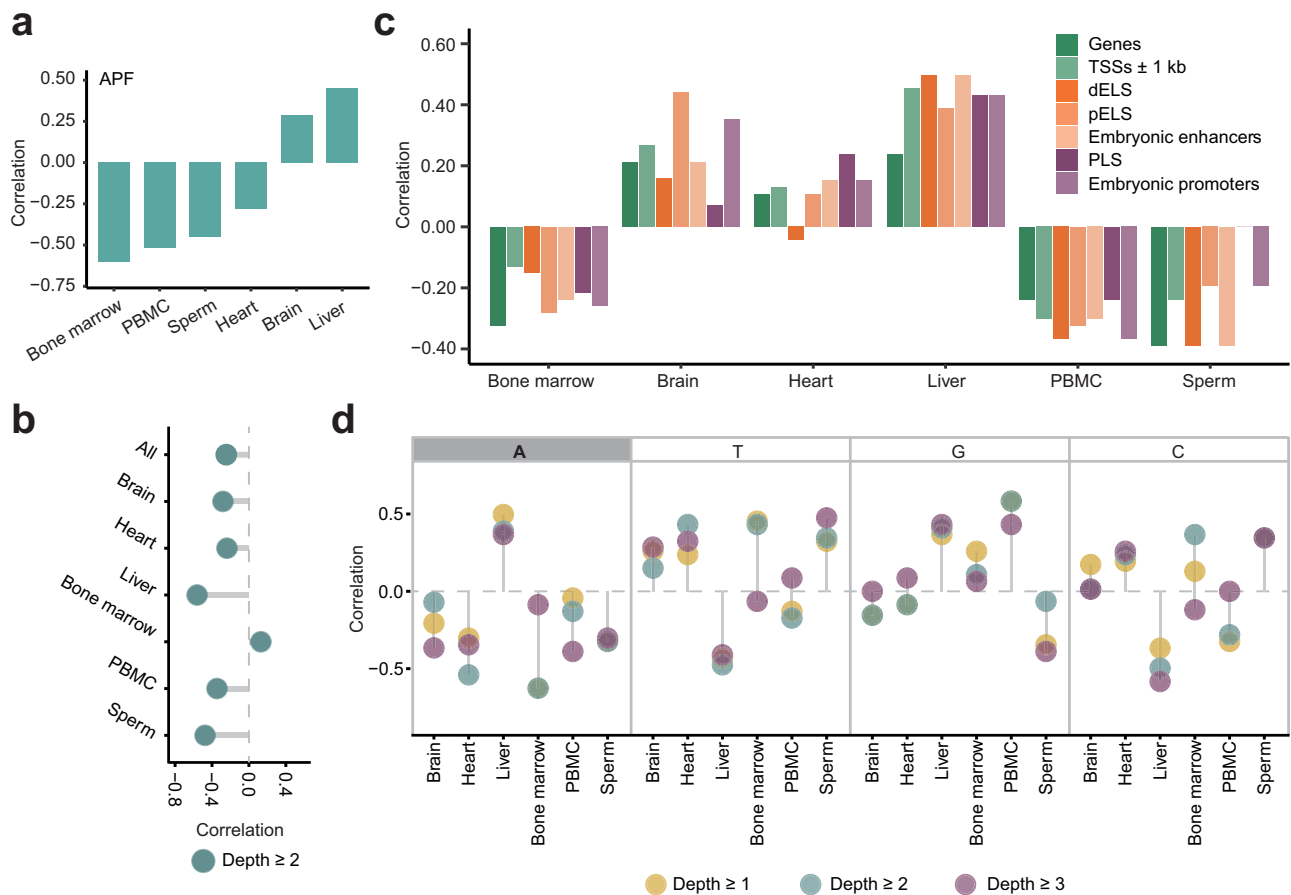 a
APF
Correlation
0.50
0.25
0.00
−0.25
−0.50
−0.75
Bone marrow
PBMC
Sperm
Heart
Brain
Liver
c
Correlation
0.60
0.40
0.20
0.00
−0.20
−0.40
Genes
TSSs ± 1 kb
dELS
pELS
Embryonic enhancers
PLS
Embryonic promoters
Bone marrow
Brain
Heart
Liver
PBMC
Sperm
b
All
Brain
Heart
Liver
Bone marrow
PBMC
Sperm
−0.8
−0.4
0.0
0.4
Correlation
Depth ≥ 2
d
A
T
G
C
Correlation
0.5
0.0
−0.5
Brain
Heart
Liver
Bone marrow
PBMC
Sperm
Brain
Heart
Liver
Bone marrow
PBMC
Sperm
Brain
Heart
Liver
Bone marrow
PBMC
Sperm
Brain
Heart
Liver
Bone marrow
PBMC
Sperm
Depth ≥ 1
Depth ≥ 2
Depth ≥ 3